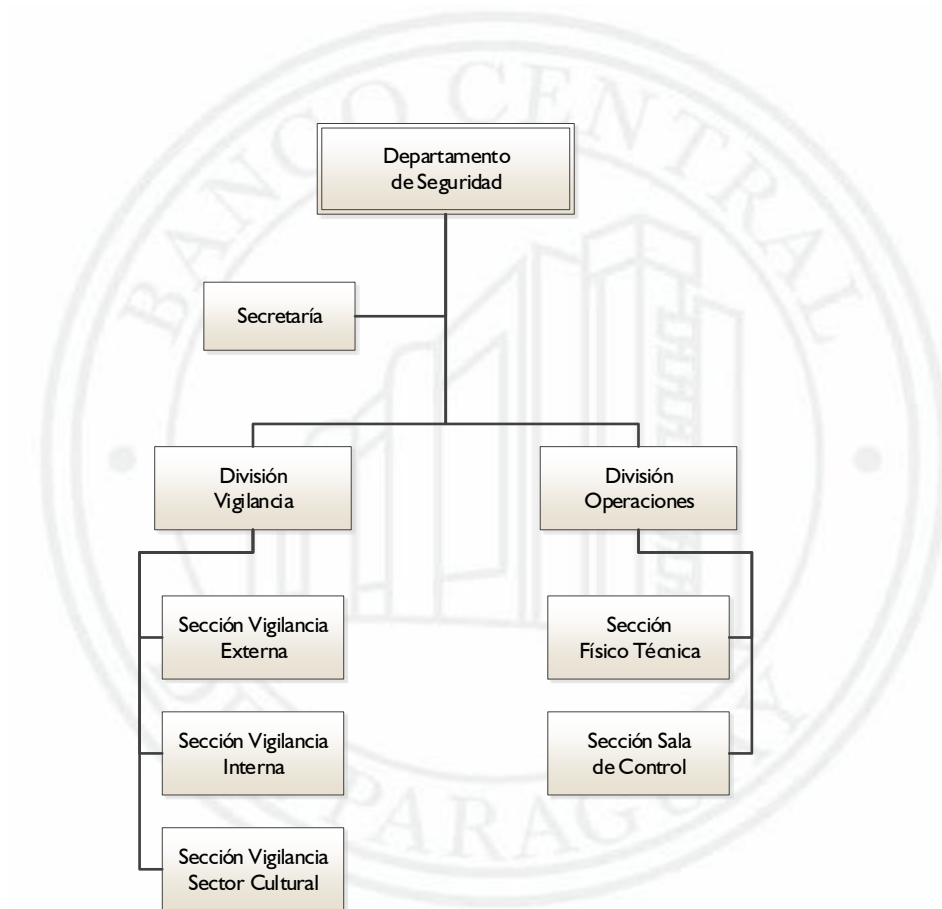 BANCO CENTRAL
DE PARAGUAY
Departamento
de Seguridad
Secretaría
División
Vigilancia
División
Operaciones
Sección Vigilancia
Externa
Sección
Físico Técnica
Sección Vigilancia
Interna
Sección Sala
de Control
Sección Vigilancia
Sector Cultural